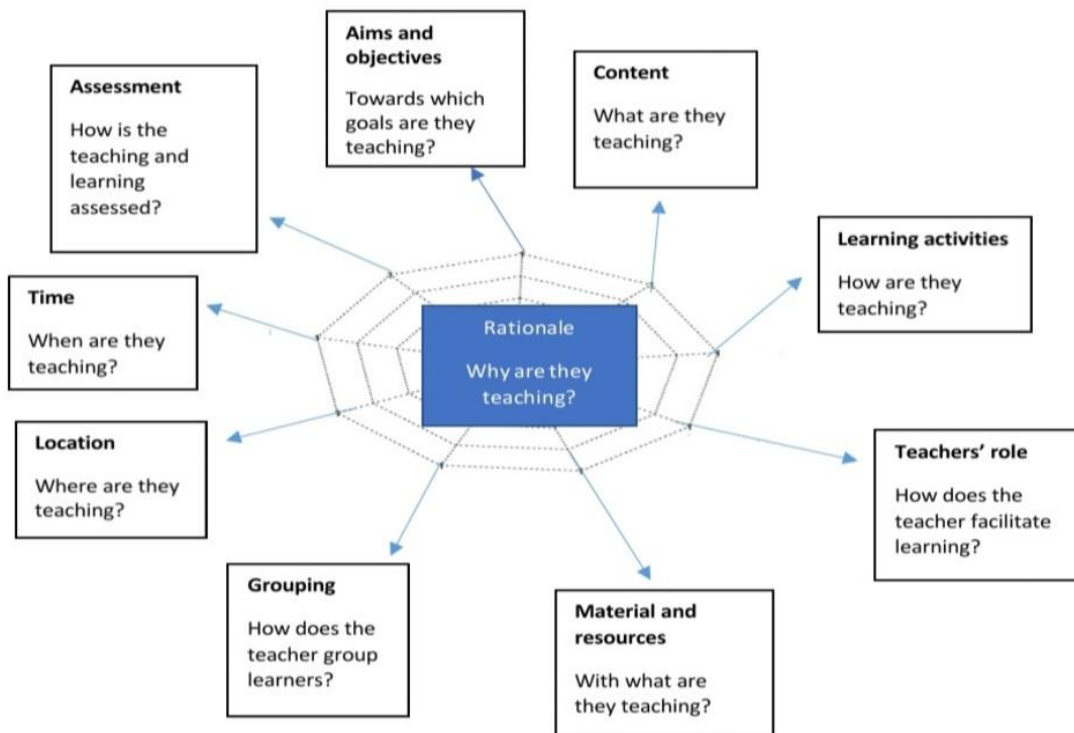 Aims and
objectives
Towards which
goals are they
teaching?
Content
What are they
teaching?
Assessment
How is the
teaching and
learning
assessed?
Learning activities
How are they
teaching?
Time
When are they
teaching?
Rationale
Why are they
teaching?
Location
Where are they
teaching?
Teachers’ role
How does the
teacher facilitate
learning?
Grouping
How does the
teacher group
learners?
Material and
resources
With what are
they teaching?